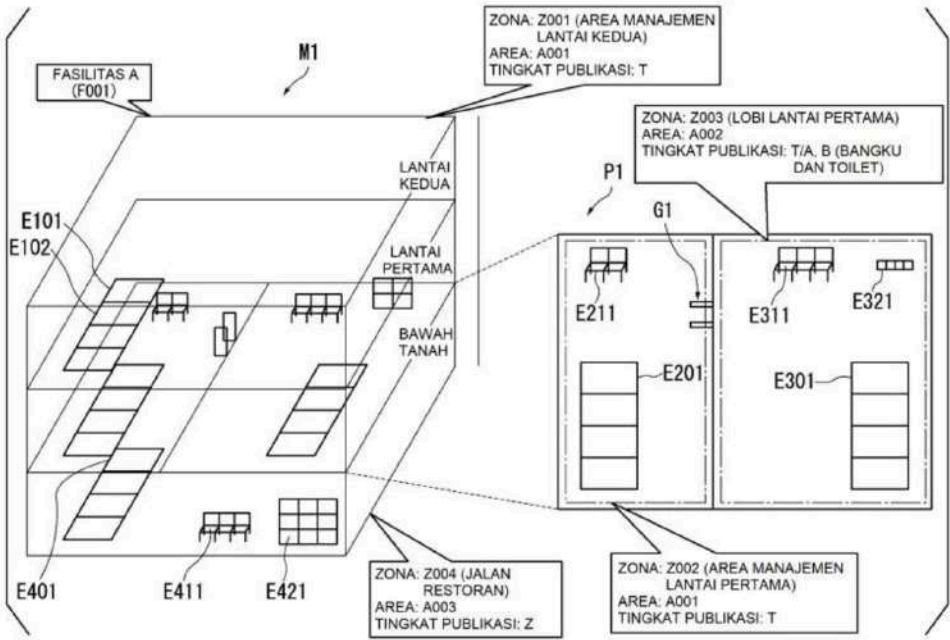 M1
FASILITAS A
(F001)
ZONA: Z001 (AREA MANAJEMEN
LANTAI KEDUA)
AREA: A001
TINGKAT PUBLIKASI: T
ZONA: Z003 (LOBI LANTAI PERTAMA)
AREA: A002
TINGKAT PUBLIKASI: T/A, B (BANGKU
DAN TOILET)
LANTAI
KEDUA
P1
G1
E101
E102
LANTAI
PERTAMA
BAWAH
TANAH
E211
E311
E321
E201
E301
E401
E411
E421
ZONA: Z004 (JALAN
RESTORAN)
AREA: A003
TINGKAT PUBLIKASI: Z
ZONA: Z002 (AREA MANAJEMEN
LANTAI PERTAMA)
AREA: A001
TINGKAT PUBLIKASI: T